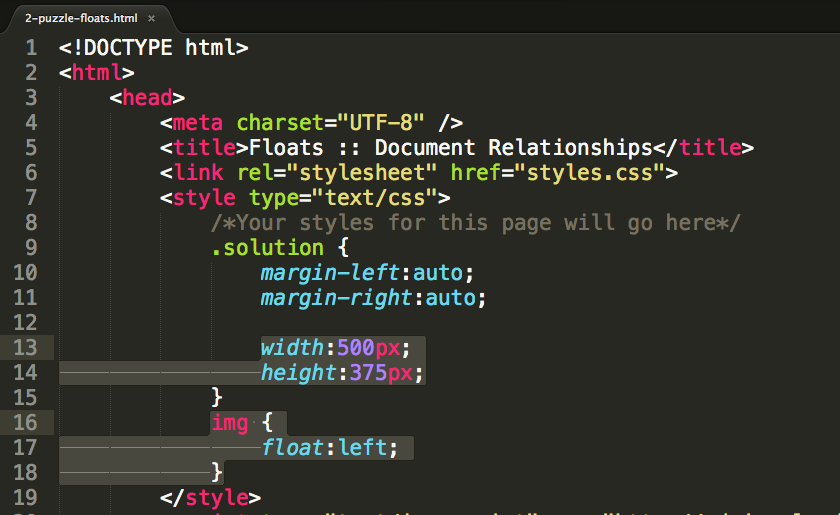 2-puzzle-floats.html ×
1 <!DOCTYPE html>
2 <html>
3 <head>
4 <meta charset="UTF-8" />
5 <title>Floats :: Document Relationships</title>
6 <link rel="stylesheet" href="styles.css">
7 <style type="text/css">
8 /*Your styles for this page will go here*/
9 .solution {
10 margin-left:auto;
11 margin-right:auto;
12
13 width:500px;
14 height:375px;
15 }
16 img {
17 float:left;
18 }
19 </style>